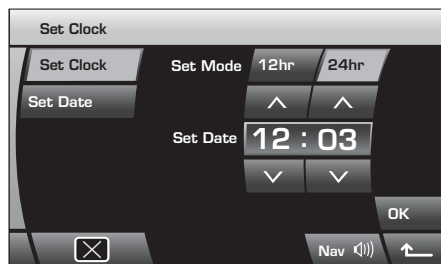 Set Clock
Set Clock
Set Mode 12hr 24hr
Set Date
Set Date 12 : 03
OK
Nav